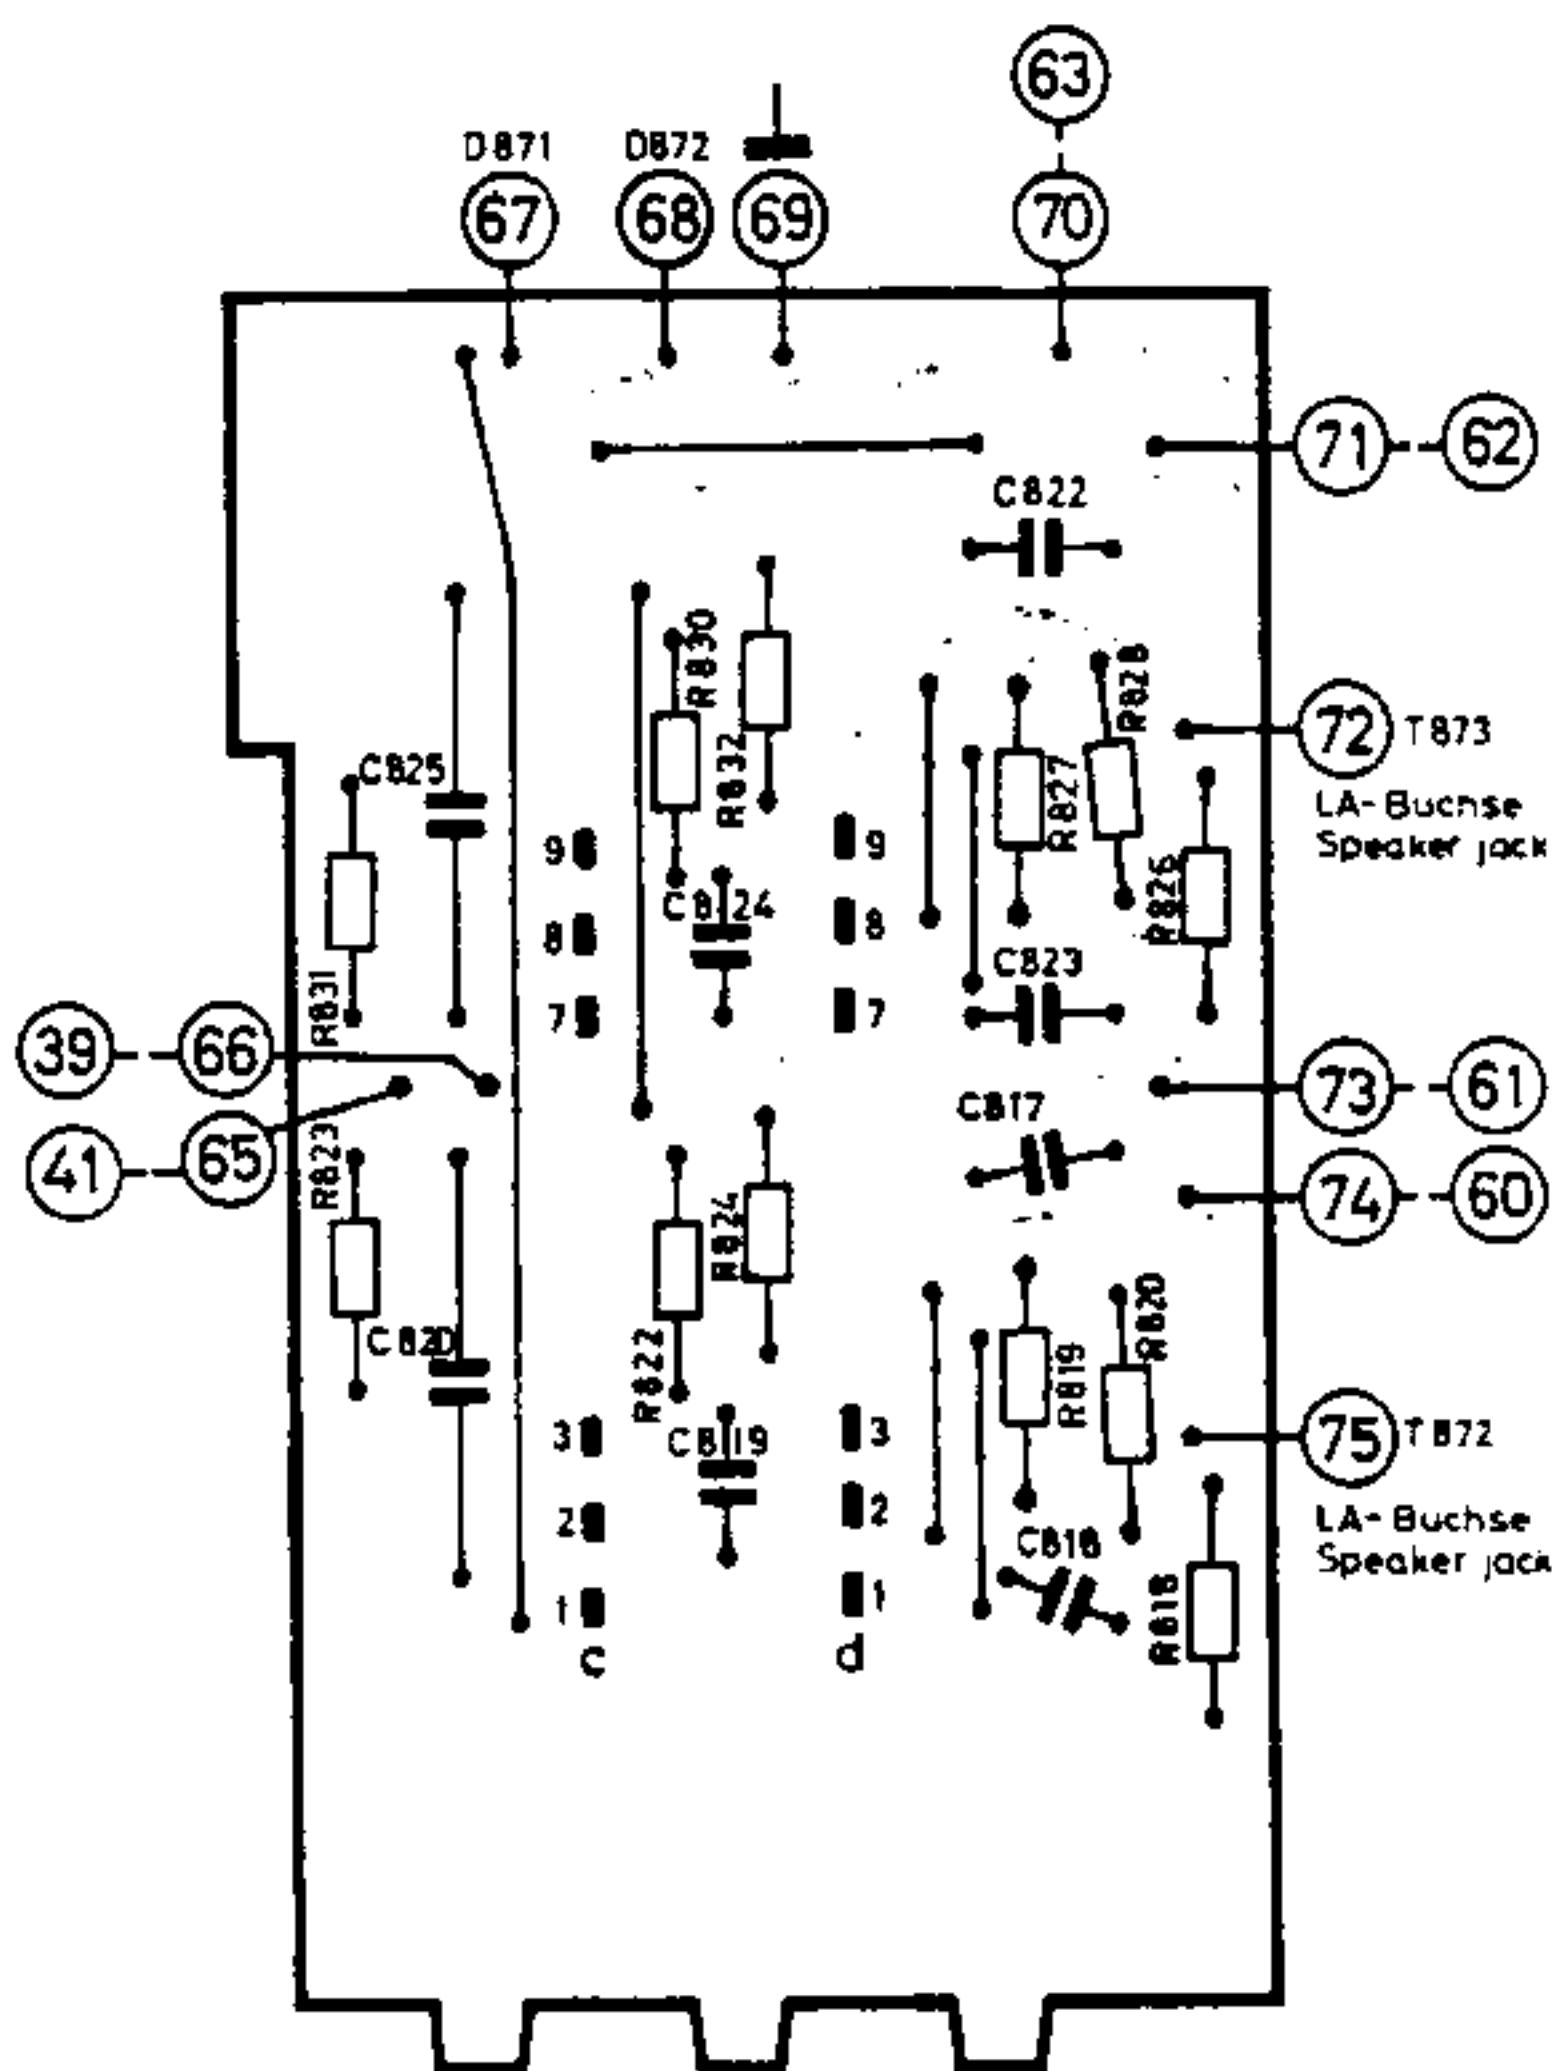 63
D871 D872
67 68 69 70
71 62
C822
R830
R828
72 T873
R832
C825
R827
LA-Buchse
Speaker jack
9 9
R826
C824
8 8
C823
R831
7 7
39 66
73 61
C817
41 65
R823
74 60
R824
R820
R822
C820
R819
3 3
C819
75 T872
2 2
LA-Buchse
C818
Speaker jack
1 1
R818
c d